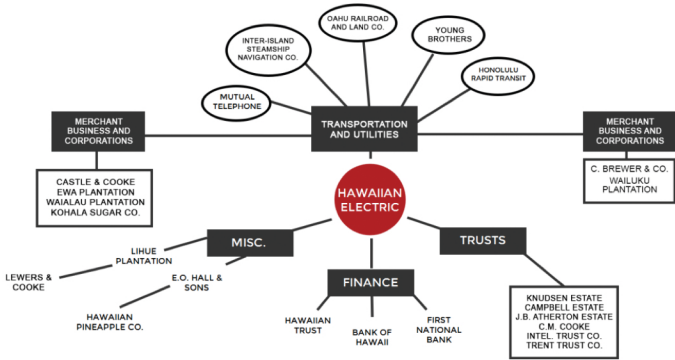 OAHU RAILROAD
AND LAND CO.
INTER-ISLAND
STEAMSHIP
NAVIGATION CO.
YOUNG
BROTHERS
HONOLULU
RAPID TRANSIT
MUTUAL
TELEPHONE
MERCHANT
BUSINESS AND
CORPORATIONS
TRANSPORTATION
AND UTILITIES
MERCHANT
BUSINESS AND
CORPORATIONS
CASTLE & COOKE
EWA PLANTATION
WAIALAU PLANTATION
KOHALA SUGAR CO.
C. BREWER & CO.
WAILUKU
PLANTATION
HAWAIIAN
ELECTRIC
MISC.
TRUSTS
LIHUE
PLANTATION
LEWERS &
COOKE
E.O. HALL &
SONS
HAWAIIAN
PINEAPPLE CO.
FINANCE
HAWAIIAN
TRUST
BANK OF
HAWAII
FIRST
NATIONAL
BANK
KNUDSEN ESTATE
CAMPBELL ESTATE
J.B. ATHERTON ESTATE
C.M. COOKE
INTEL. TRUST CO.
TRENT TRUST CO.